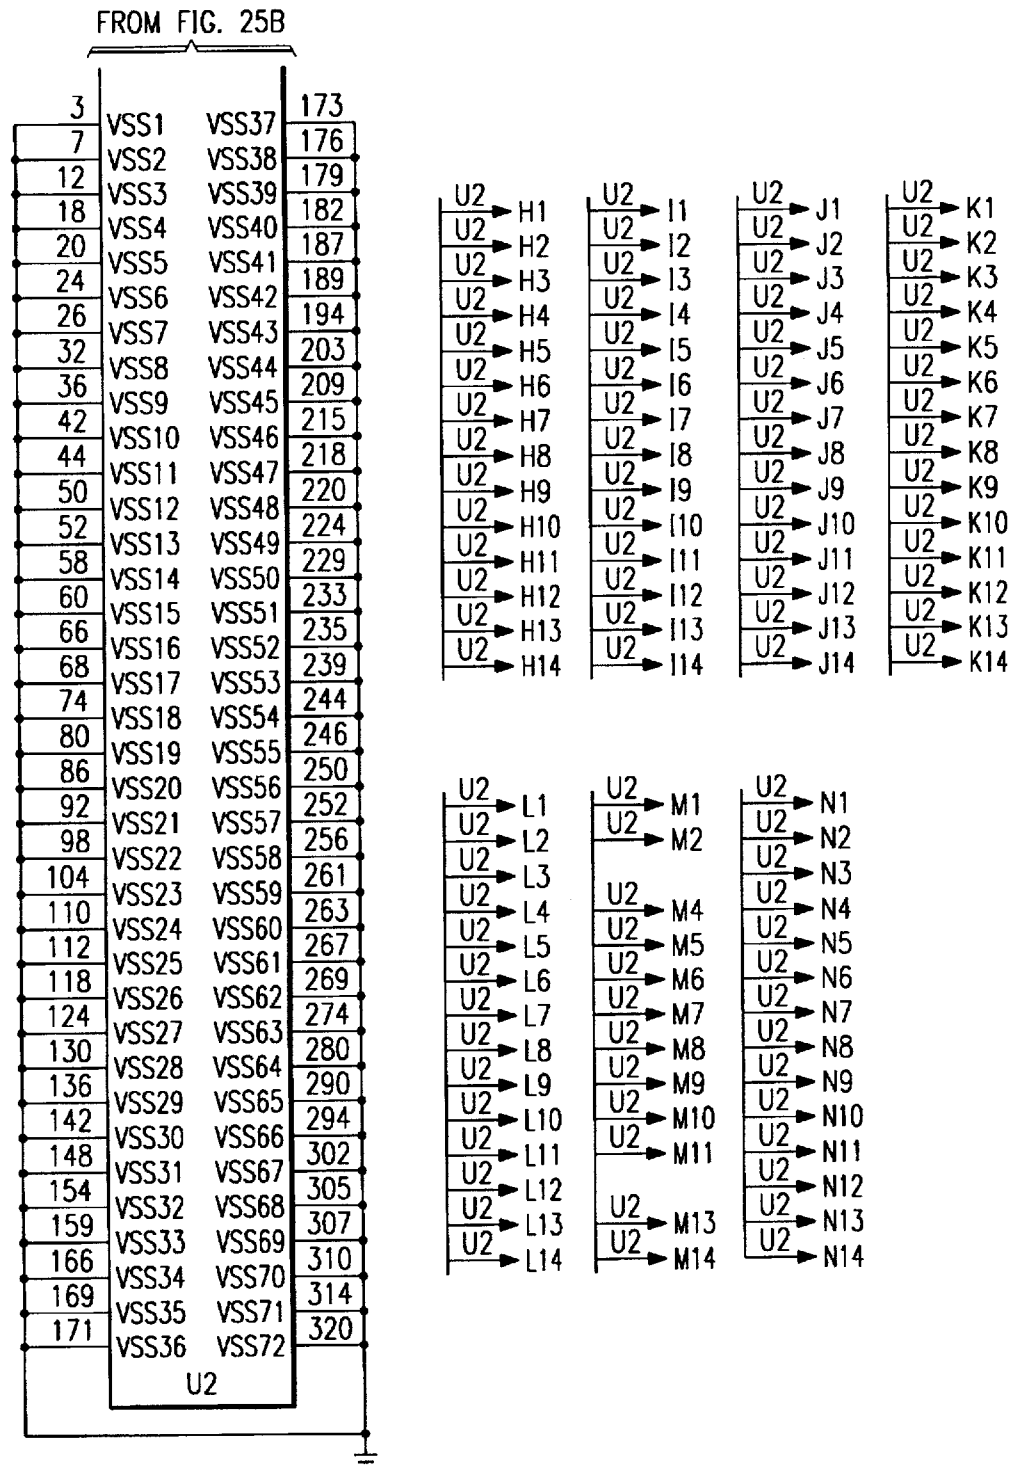 FROM FIG. 25B
3 VSS1 VSS37 173
7 VSS2 VSS38 176
12 VSS3 VSS39 179
18 VSS4 VSS40 182
20 VSS5 VSS41 187
24 VSS6 VSS42 189
26 VSS7 VSS43 194
32 VSS8 VSS44 203
36 VSS9 VSS45 209
42 VSS10 VSS46 215
44 VSS11 VSS47 218
50 VSS12 VSS48 220
52 VSS13 VSS49 224
58 VSS14 VSS50 229
60 VSS15 VSS51 233
66 VSS16 VSS52 235
68 VSS17 VSS53 239
74 VSS18 VSS54 244
80 VSS19 VSS55 246
86 VSS20 VSS56 250
92 VSS21 VSS57 252
98 VSS22 VSS58 256
104 VSS23 VSS59 261
110 VSS24 VSS60 263
112 VSS25 VSS61 267
118 VSS26 VSS62 269
124 VSS27 VSS63 274
130 VSS28 VSS64 280
136 VSS29 VSS65 290
142 VSS30 VSS66 294
148 VSS31 VSS67 302
154 VSS32 VSS68 305
159 VSS33 VSS69 307
166 VSS34 VSS70 310
169 VSS35 VSS71 314
171 VSS36 VSS72 320
U2
U2 H1 U2 I1 U2 J1 U2 K1
U2 H2 U2 I2 U2 J2 U2 K2
U2 H3 U2 I3 U2 J3 U2 K3
U2 H4 U2 I4 U2 J4 U2 K4
U2 H5 U2 I5 U2 J5 U2 K5
U2 H6 U2 I6 U2 J6 U2 K6
U2 H7 U2 I7 U2 J7 U2 K7
U2 H8 U2 I8 U2 J8 U2 K8
U2 H9 U2 I9 U2 J9 U2 K9
U2 H10 U2 I10 U2 J10 U2 K10
U2 H11 U2 I11 U2 J11 U2 K11
U2 H12 U2 I12 U2 J12 U2 K12
U2 H13 U2 I13 U2 J13 U2 K13
U2 H14 U2 I14 U2 J14 U2 K14
U2 L1 U2 M1 U2 N1
U2 L2 U2 M2 U2 N2
U2 L3 U2 N3
U2 L4 U2 M4 U2 N4
U2 L5 U2 M5 U2 N5
U2 L6 U2 M6 U2 N6
U2 L7 U2 M7 U2 N7
U2 L8 U2 M8 U2 N8
U2 L9 U2 M9 U2 N9
U2 L10 U2 M10 U2 N10
U2 L11 U2 M11 U2 N11
U2 L12 U2 N12
U2 L13 U2 M13 U2 N13
U2 L14 U2 M14 U2 N14